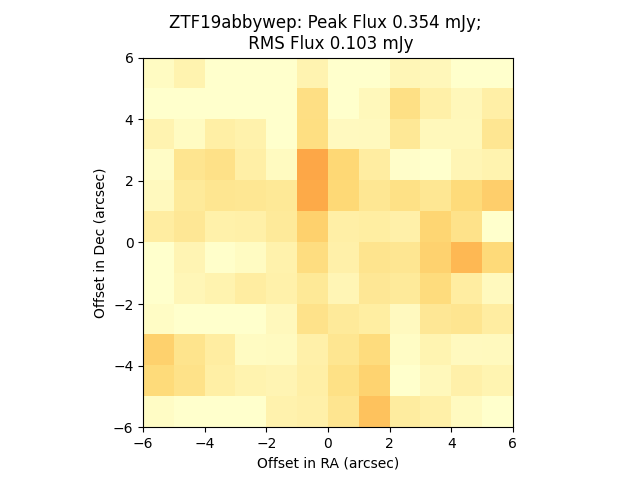 ZTF19abbywep: Peak Flux 0.354 mJy;
RMS Flux 0.103 mJy
6
4
2
0
−2
−4
−6
−6 −4 −2 0 2 4 6
Offset in Dec (arcsec)
Offset in RA (arcsec)